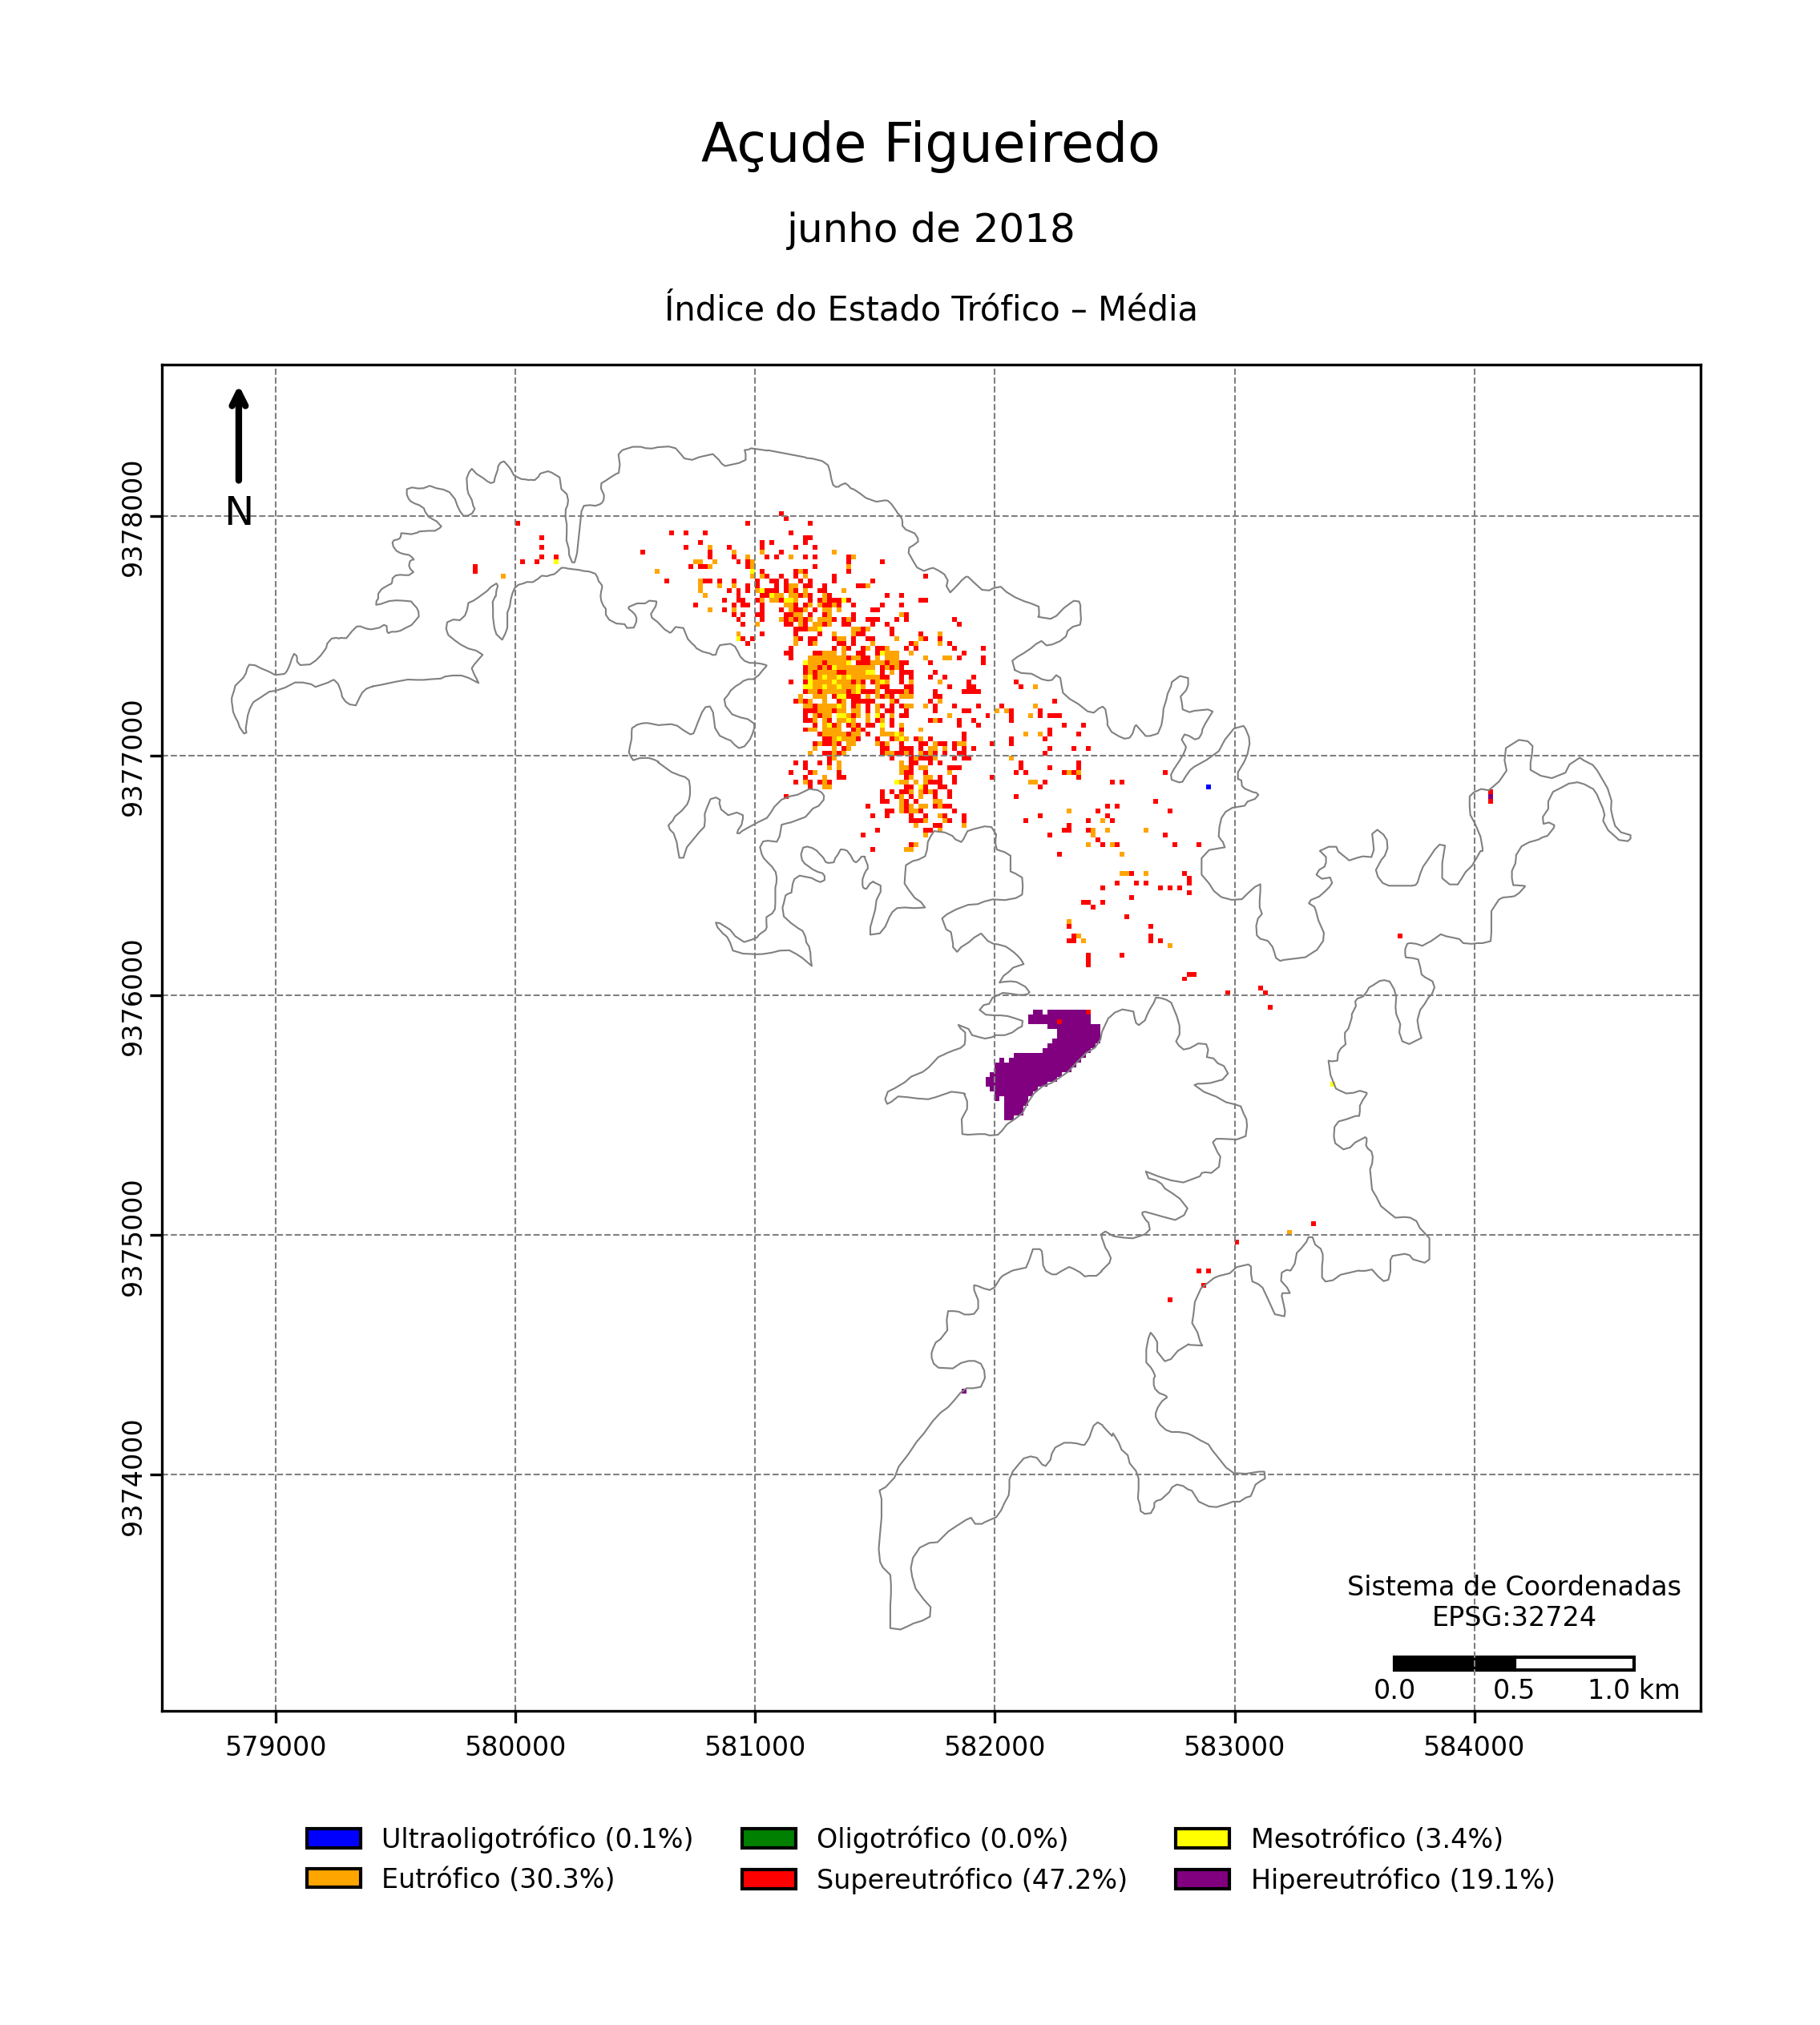 Açude Figueiredo
junho de 2018
Índice do Estado Trófico – Média
N
9378000
9377000
9376000
9375000
9374000
Sistema de Coordenadas
EPSG:32724
0.0 0.5 1.0 km
579000 580000 581000 582000 583000 584000
Ultraoligotrófico (0.1%) Oligotrófico (0.0%) Mesotrófico (3.4%)
Eutrófico (30.3%) Supereutrófico (47.2%) Hipereutrófico (19.1%)